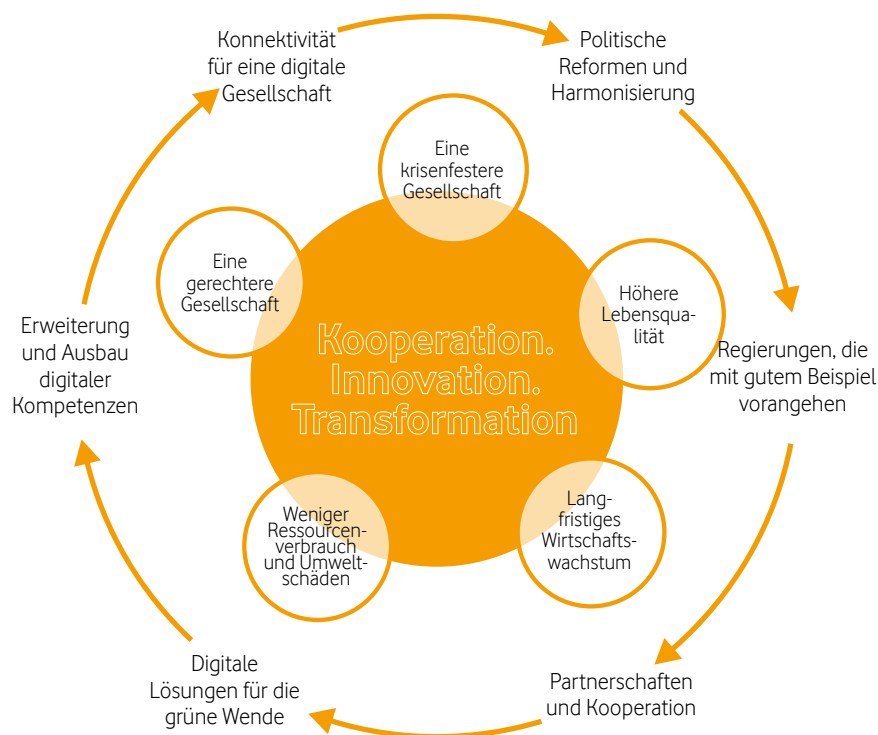 Konnektivität
für eine digitale
Gesellschaft
Politische
Reformen und
Harmonisierung
Eine
krisenfestere
Gesellschaft
Eine
gerechtere
Gesellschaft
Höhere
Lebensqua-
lität
Erweiterung
und Ausbau
digitaler
Kompetenzen
Kooperation.
Innovation.
Transformation
Regierungen, die
mit gutem Beispiel
vorangehen
Weniger
Ressourcen-
verbrauch
und Umwelt-
schäden
Lang-
fristiges
Wirtschafts-
wachstum
Digitale
Lösungen für die
grüne Wende
Partnerschaften
und Kooperation